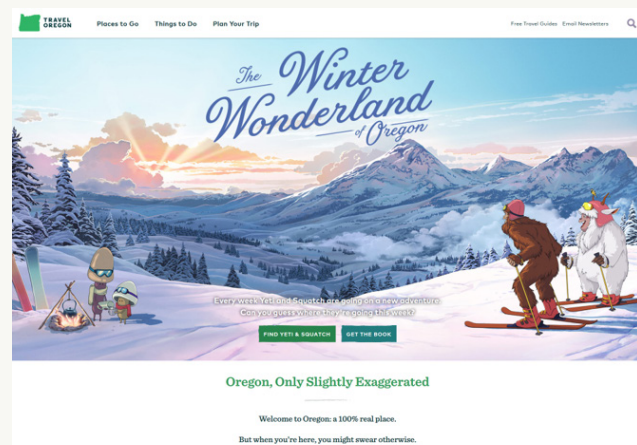 TRAVEL
OREGON
Places to Go
Things to Do
Plan Your Trip
Free Travel Guides
Email Newsletters
The Winter
Wonderland
of Oregon
Every week Yeti and Squatch are going on a new adventure.
Can you guess where they're going this week?
FIND YETI & SQUATCH
GET THE BOOK
Oregon, Only Slightly Exaggerated
Welcome to Oregon: a 100% real place.
But when you're here, you might swear otherwise.